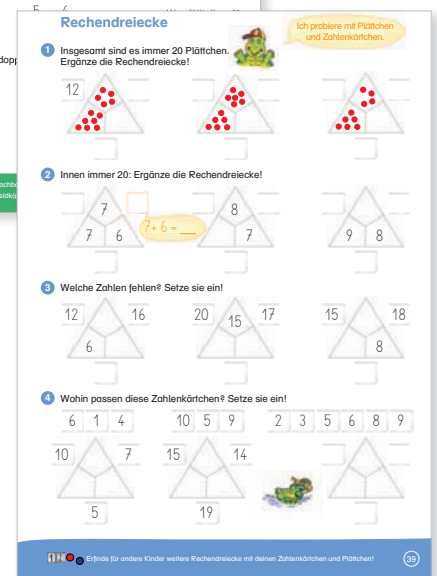 dopp
Rechendreiecke
Ich probiere mit Plättchen
und Zahlenkärtchen.
1 Insgesamt sind es immer 20 Plättchen.
Ergänze die Rechendreiecke!
12
2 Innen immer 20: Ergänze die Rechendreiecke!
7
7 6
7+ 6 = __
8
7
9 8
3 Welche Zahlen fehlen? Setze sie ein!
12 16
6
20 15 17
15 18
8
4 Wohin passen diese Zahlenkärtchen? Setze sie ein!
6 1 4
10 5 9
2 3 5 6 8 9
10 7
5
15 14
19
Erfinde für andere Kinder weitere Rechendreiecke mit deinen Zahlenkärtchen und Plättchen!
39